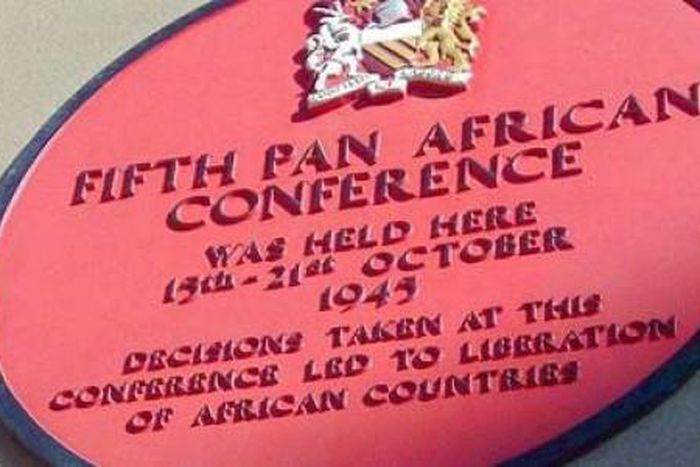 FIFTH PAN AFRICAN
CONFERENCE
WAS HELD HERE
15th - 21st OCTOBER
1945
DECISIONS TAKEN AT THIS
CONFERENCE LED TO LIBERATION
OF AFRICAN COUNTRIES